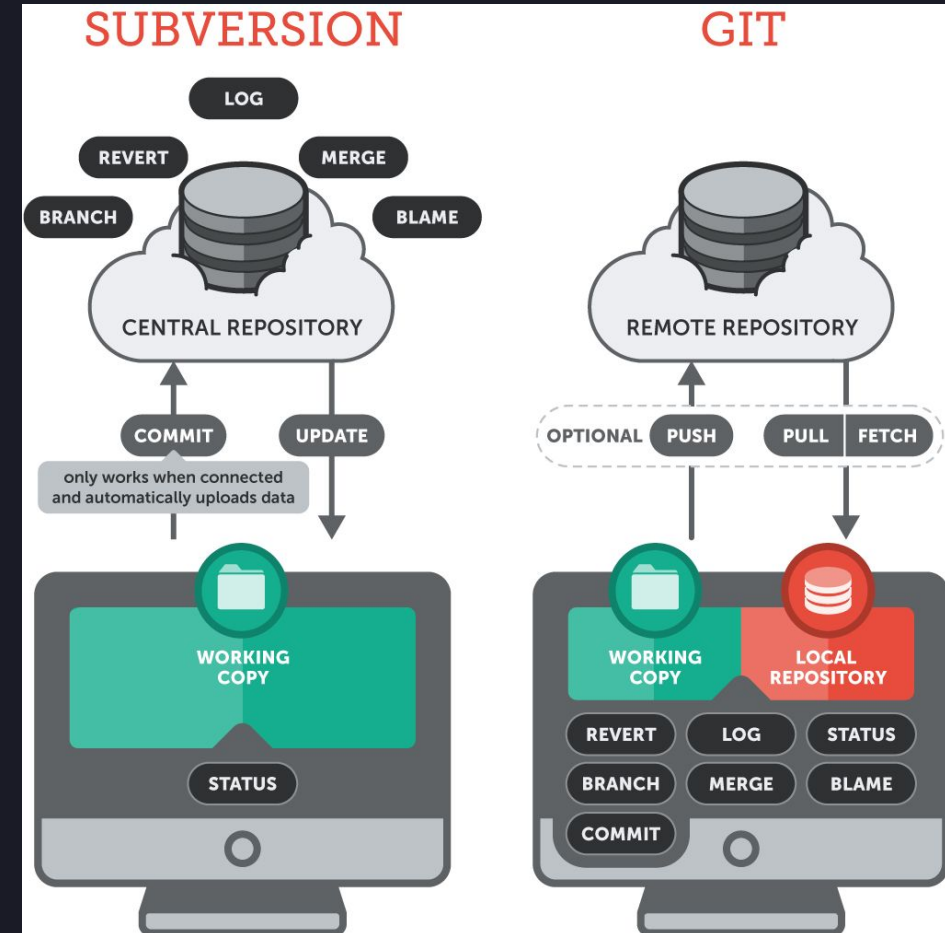 SUBVERSION
LOG
REVERT
MERGE
BRANCH
BLAME
CENTRAL REPOSITORY
COMMIT
UPDATE
only works when connected
and automatically uploads data
WORKING
COPY
STATUS
GIT
REMOTE REPOSITORY
OPTIONAL PUSH PULL FETCH
WORKING
COPY
LOCAL
REPOSITORY
REVERT LOG STATUS
BRANCH MERGE BLAME
COMMIT